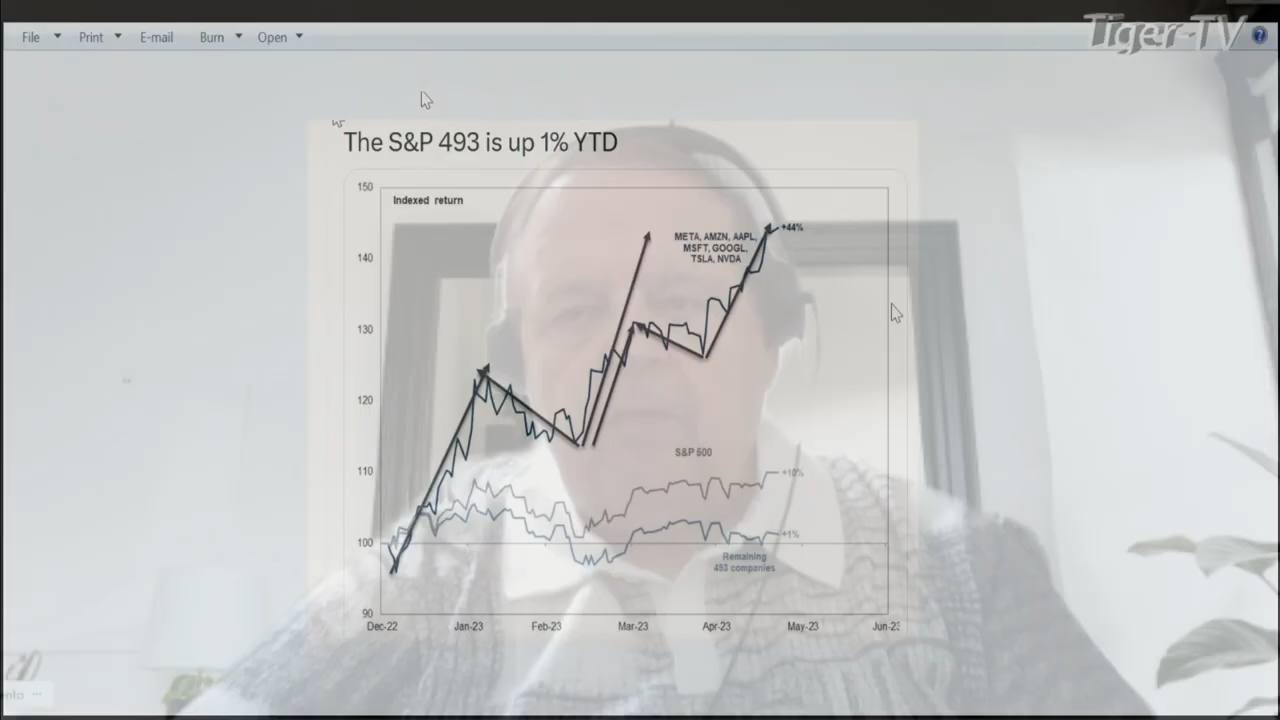 File Print E-mail Burn Open
Tiger-TV
?
The S&P 493 is up 1% YTD
150
Indexed return
META, AMZN, AAPL,
MSFT, GOOGL,
TSLA, NVDA
+44%
140
130
120
110
S&P 500
+10%
100
+1%
Remaining
493 companies
90
Dec-22 Jan-23 Feb-23 Mar-23 Apr-23 May-23 Jun-23